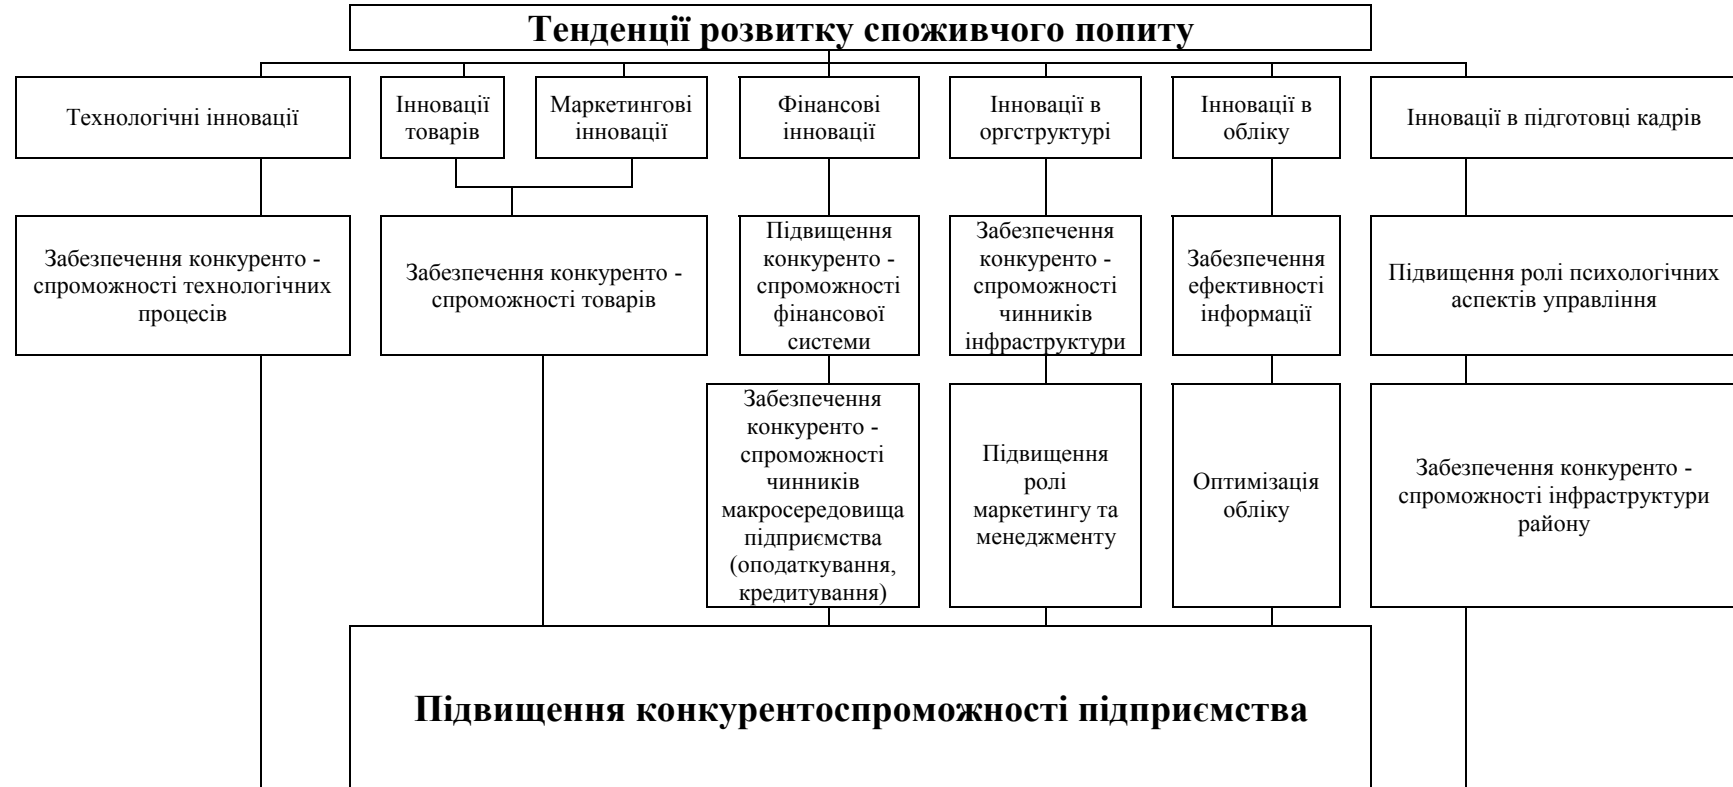 Тенденції розвитку споживчого попиту
Технологічні інновації
Інновації
товарів
Маркетингові
інновації
Фінансові
інновації
Інновації в
оргструктурі
Інновації в
обліку
Інновації в підготовці кадрів
Забезпечення конкуренто -
спроможності технологічних
процесів
Забезпечення конкуренто -
спроможності товарів
Підвищення
конкуренто -
спроможності
фінансової
системи
Забезпечення
конкуренто -
спроможності
чинників
інфраструктури
Забезпечення
ефективності
інформації
Підвищення ролі психологічних
аспектів управління
Забезпечення
конкуренто -
спроможності
чинників
макросередовища
підприємства
(оподаткування,
кредитування)
Підвищення
ролі
маркетингу та
менеджменту
Оптимізація
обліку
Забезпечення конкуренто -
спроможності інфраструктури
району
Підвищення конкурентоспроможності підприємства